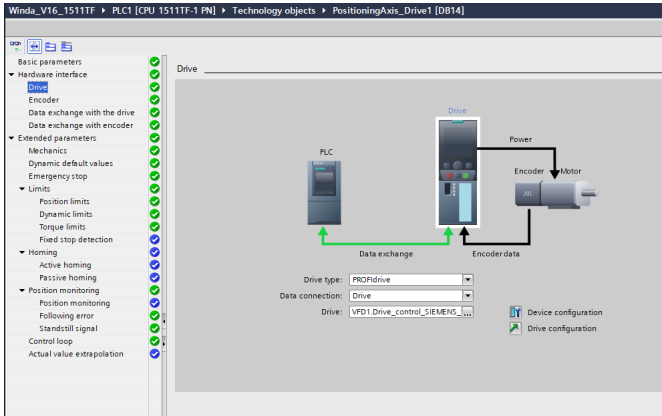 Winda_V16_1511TF ▸ PLC1 [CPU 1511TF-1 PN] ▸ Technology objects ▸ PositioningAxis_Drive1 [DB14]
Basic parameters
Hardware interface
Drive
Encoder
Data exchange with the drive
Data exchange with encoder
Extended parameters
Mechanics
Dynamic default values
Emergency stop
Limits
Position limits
Dynamic limits
Torque limits
Fixed stop detection
Homing
Active homing
Passive homing
Position monitoring
Position monitoring
Following error
Standstill signal
Control loop
Actual value extrapolation
Drive
Drive
PLC
Power
Encoder
Motor
Data exchange
Encoder data
Drive type: PROFIdrive
Data connection: Drive
Drive: VFD1.Drive_control_SIEMENS_ ...
Device configuration
Drive configuration